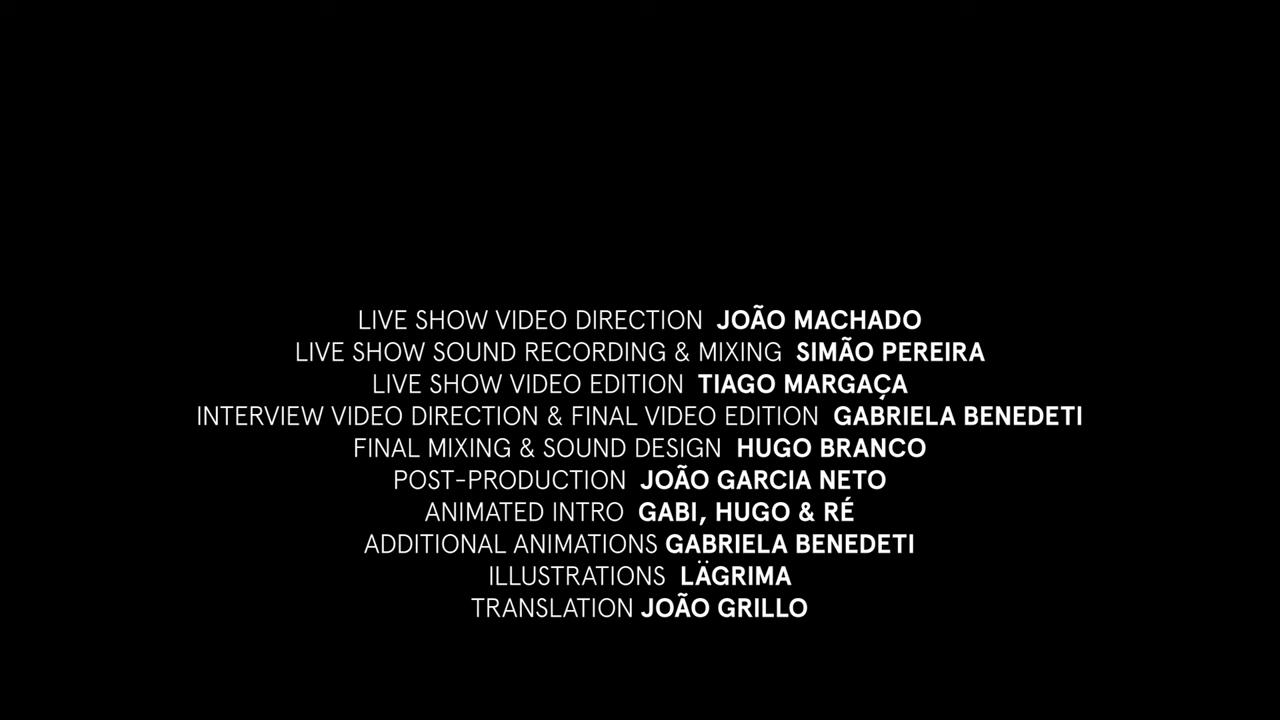 LIVE SHOW VIDEO DIRECTION JOÃO MACHADO
LIVE SHOW SOUND RECORDING & MIXING SIMÃO PEREIRA
LIVE SHOW VIDEO EDITION TIAGO MARGAÇA
INTERVIEW VIDEO DIRECTION & FINAL VIDEO EDITION GABRIELA BENEDETI
FINAL MIXING & SOUND DESIGN HUGO BRANCO
POST-PRODUCTION JOÃO GARCIA NETO
ANIMATED INTRO GABI, HUGO & RÉ
ADDITIONAL ANIMATIONS GABRIELA BENEDETI
ILLUSTRATIONS LÄGRIMA
TRANSLATION JOÃO GRILLO